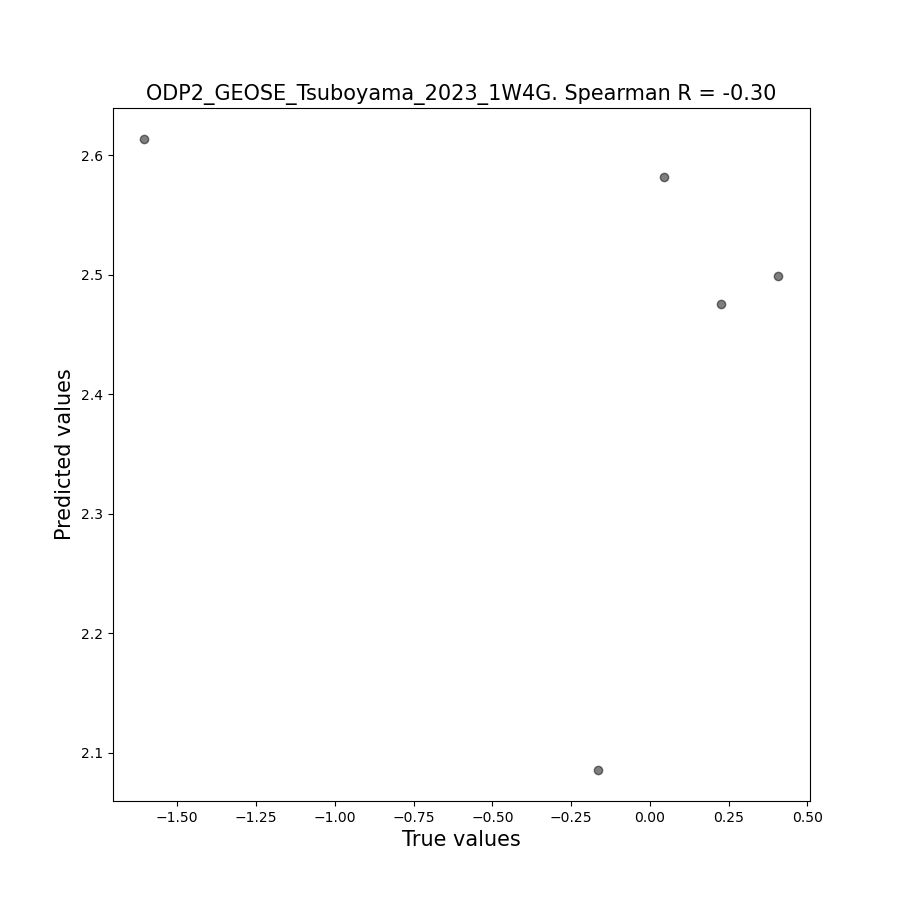 ODP2_GEOSE_Tsuboyama_2023_1W4G. Spearman R = -0.30
2.6
2.5
2.4
2.3
2.2
2.1
Predicted values
−1.50 −1.25 −1.00 −0.75 −0.50 −0.25 0.00 0.25 0.50
True values